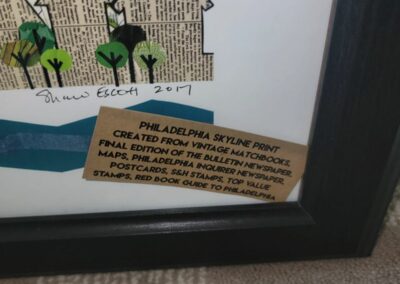 Shawn Escott 2017
PHILADELPHIA SKYLINE PRINT
CREATED FROM VINTAGE MATCHBOOKS,
FINAL EDITION OF THE BULLETIN NEWSPAPER,
MAPS, PHILADELPHIA INQUIRER NEWSPAPER,
POSTCARDS, S&H STAMPS, TOP VALUE
STAMPS, RED BOOK GUIDE TO PHILADELPHIA